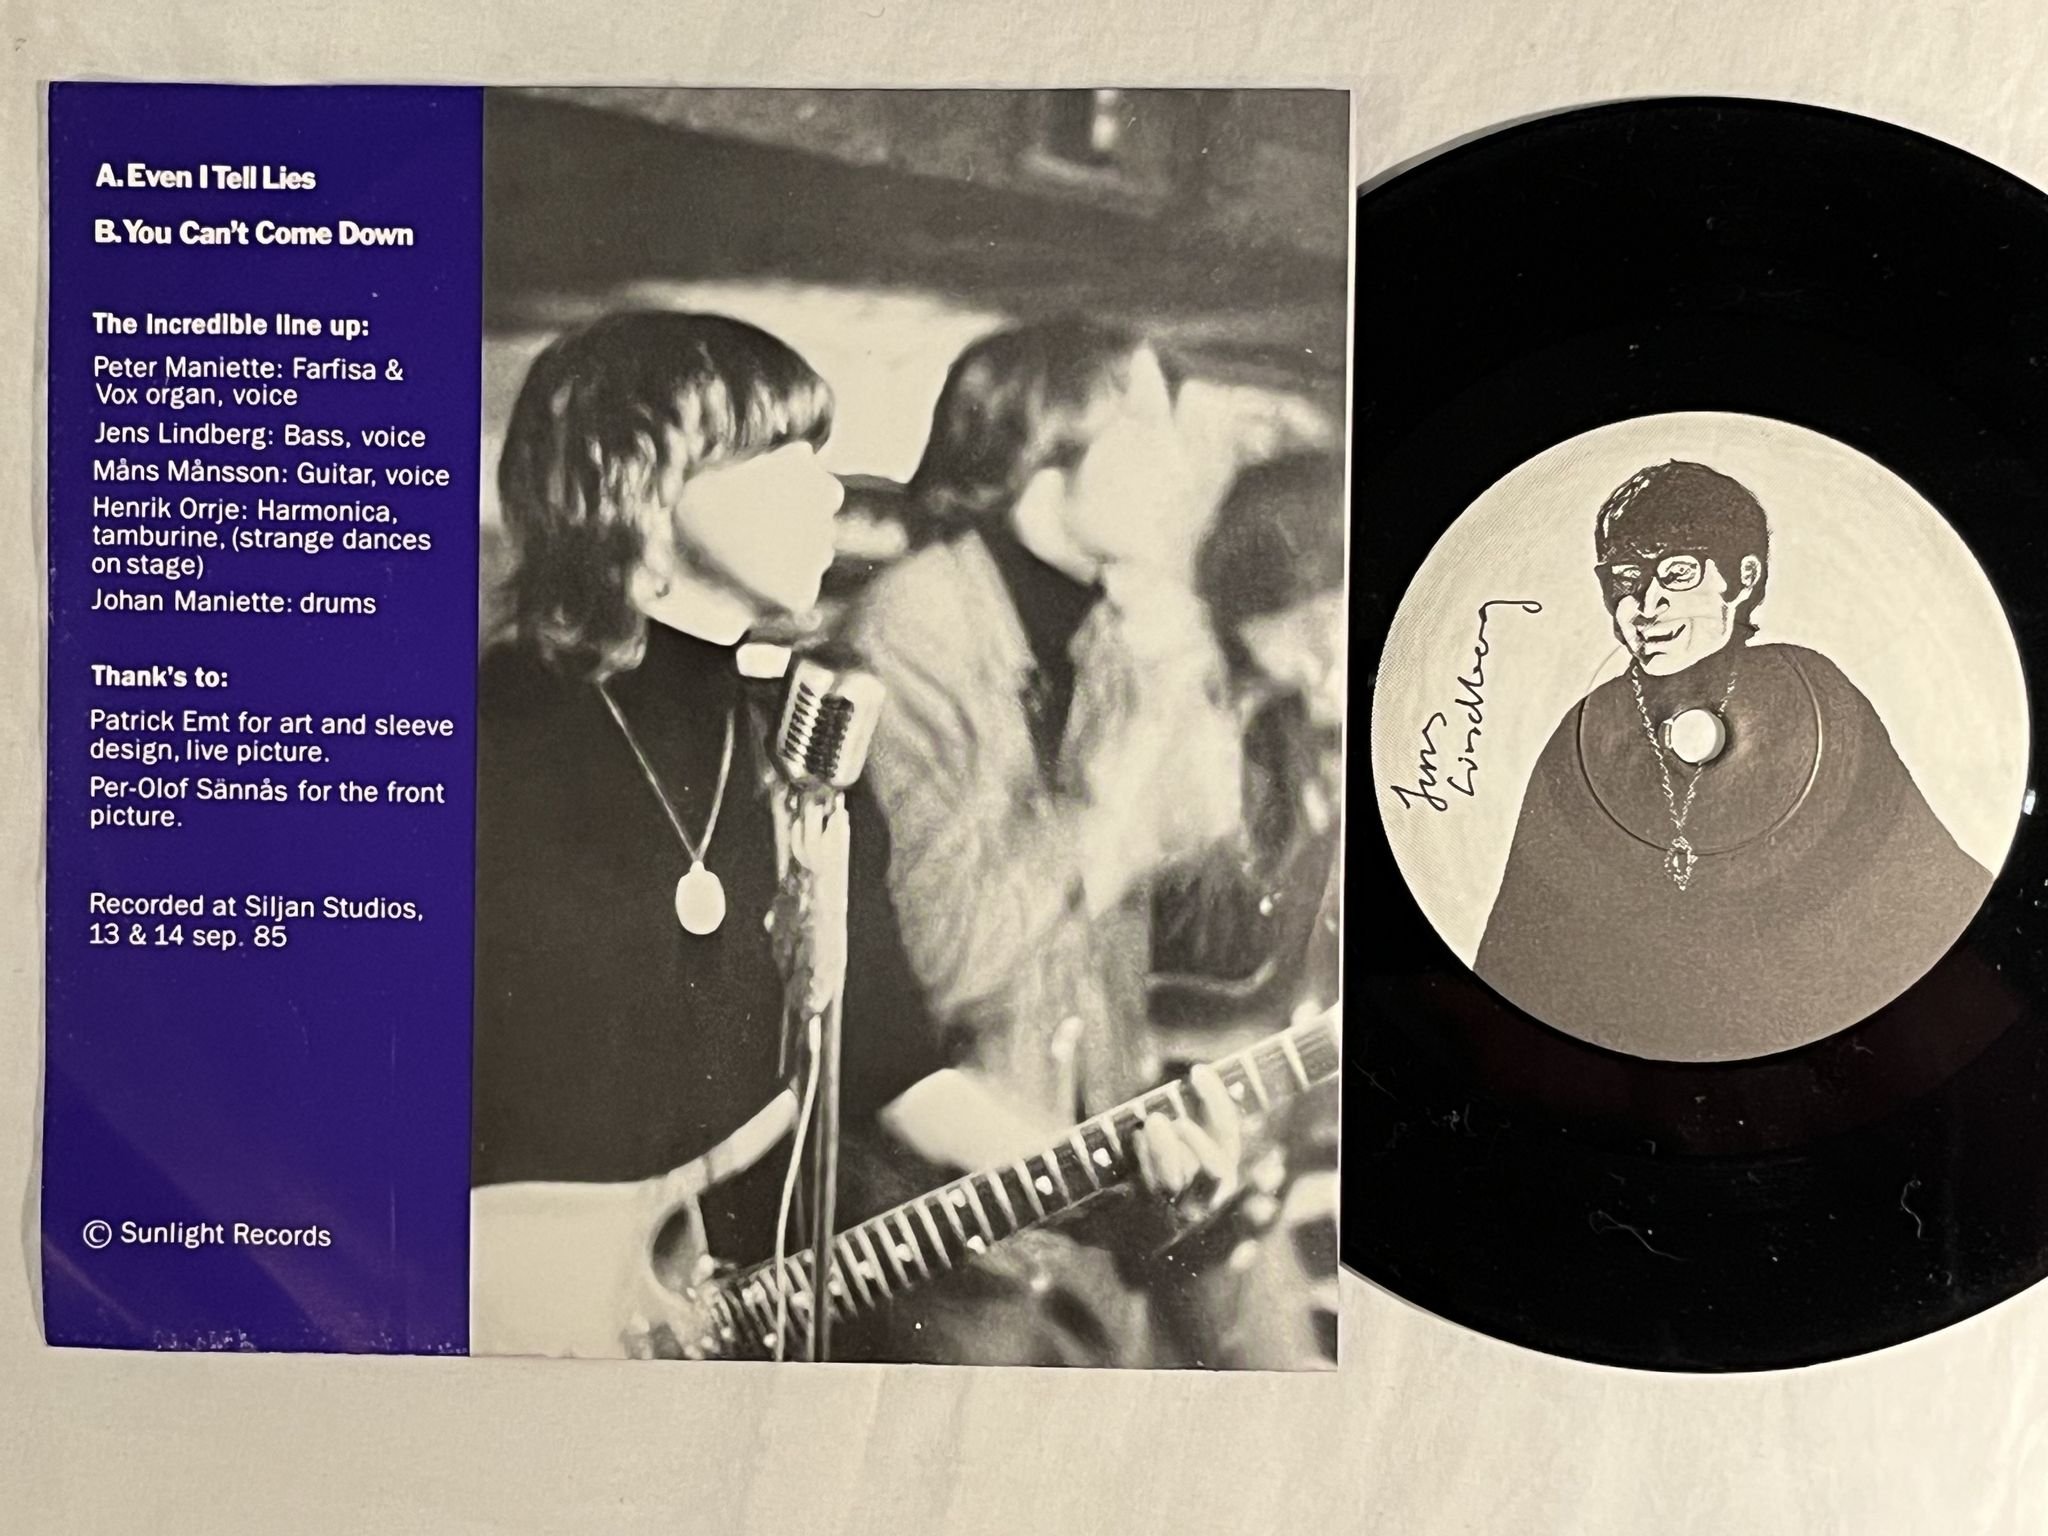 A. Even I Tell Lies
B. You Can't Come Down
The incredible line up:
Peter Maniette: Farfisa &
Vox organ, voice
Jens Lindberg: Bass, voice
Måns Månsson: Guitar, voice
Henrik Orrje: Harmonica,
tamburine, (strange dances
on stage)
Johan Maniette: drums
Thank's to:
Patrick Emt for art and sleeve
design, live picture.
Per-Olof Sännås for the front
picture.
Recorded at Siljan Studios,
13 & 14 sep. 85
© Sunlight Records
Jens
Lindberg